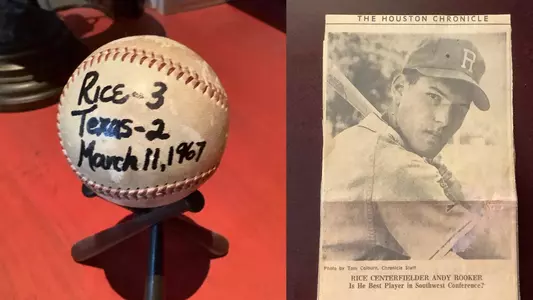 Rice-3
Texas-2
March 11, 1967
THE HOUSTON CHRONICLE
R
Photo by Tom Colburn, Chronicle Staff
RICE CENTERFIELDER ANDY ROOKER
Is He Best Player in Southwest Conference?